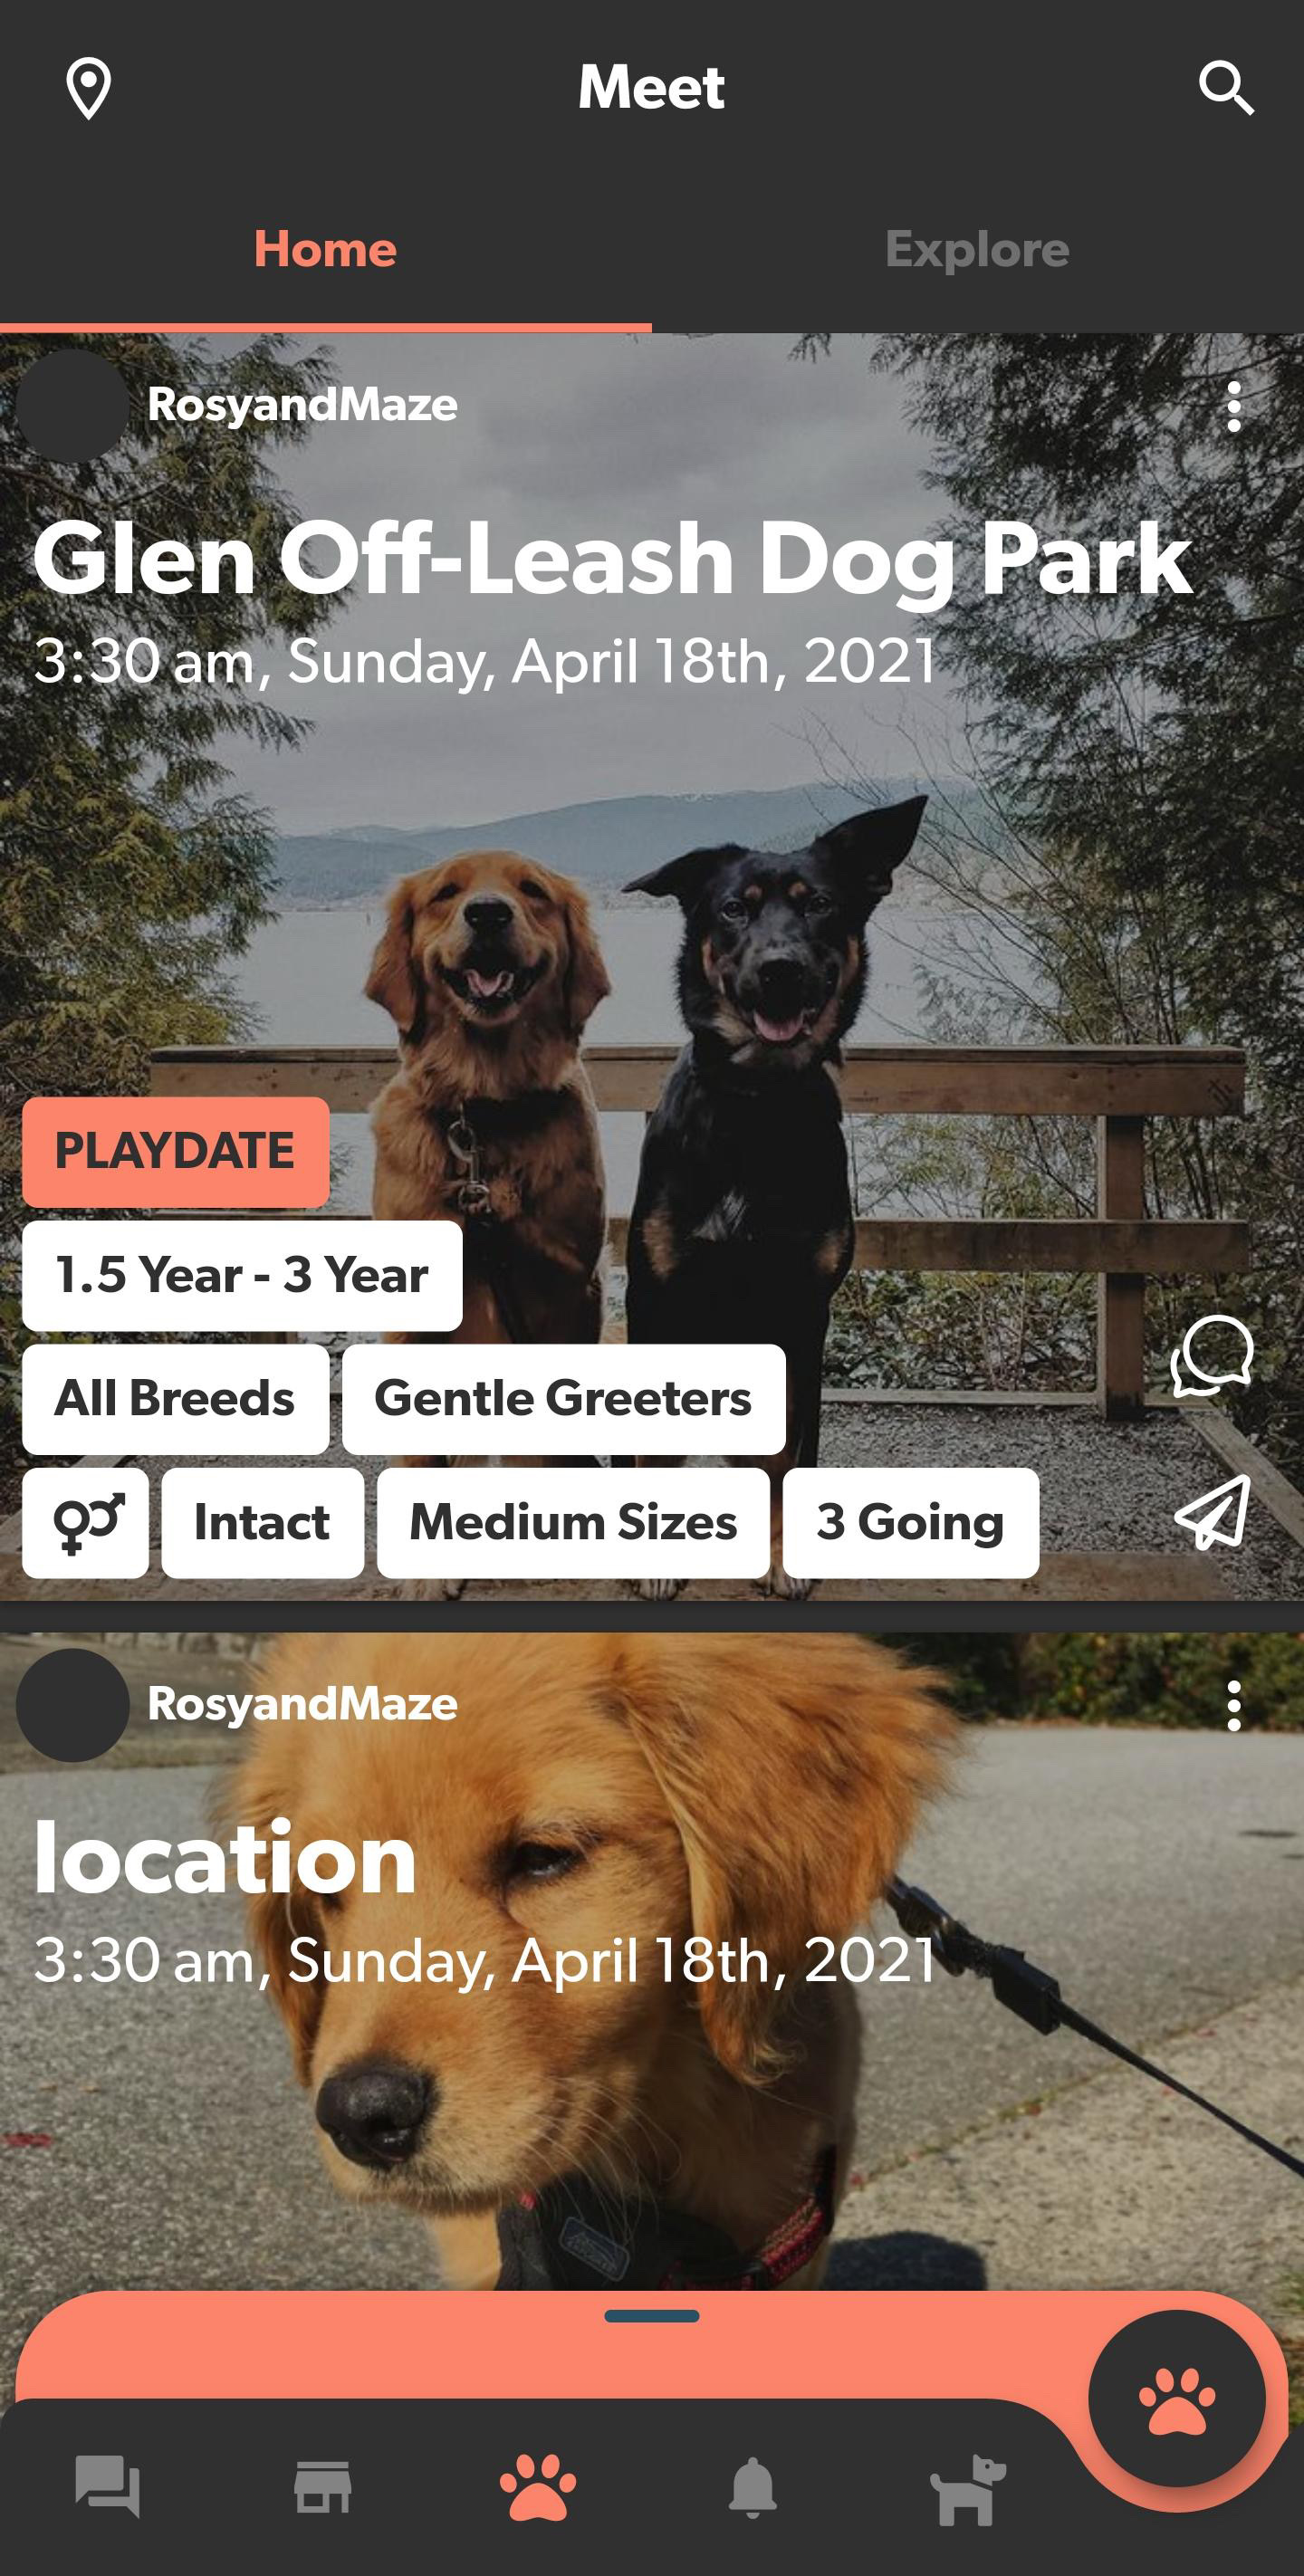 Meet
Home
Explore
RosyandMaze
Glen Off-Leash Dog Park
3:30 am, Sunday, April 18th, 2021
PLAYDATE
1.5 Year - 3 Year
All Breeds
Gentle Greeters
Intact
Medium Sizes
3 Going
RosyandMaze
location
3:30 am, Sunday, April 18th, 2021